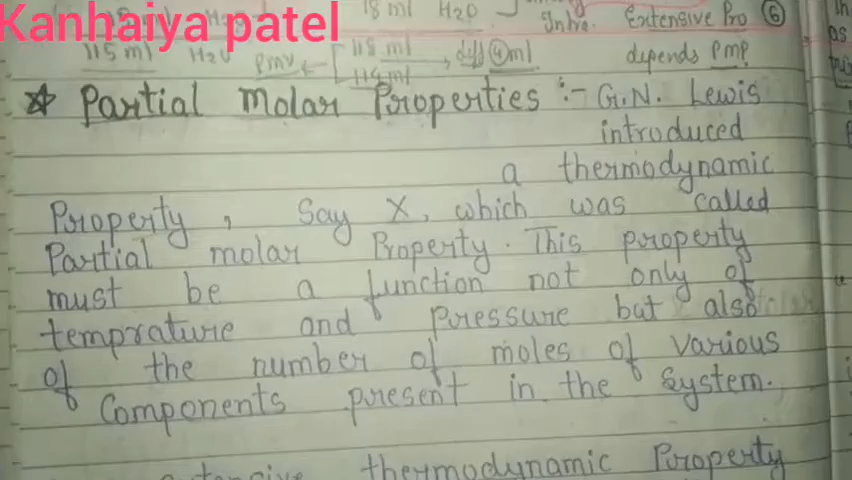 Kanhaiya patel
18 ml H2O
Extensive Pro 6
115 ml H2O PMV 118 ml diff 4 ml depends PMP
114 ml
* Partial Molar Properties :- G.N. Lewis
introduced
a thermodynamic
Property, Say X, which was called
Partial molar Property. This property
must be a function not only of
temprature and pressure but also
of the number of moles of various
Components present in the system.
thermodynamic Property